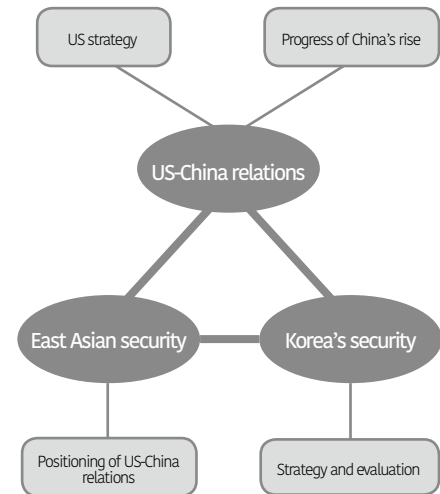 US strategy
Progress of China's rise
US-China relations
East Asian security
Korea's security
Positioning of US-China
relations
Strategy and evaluation